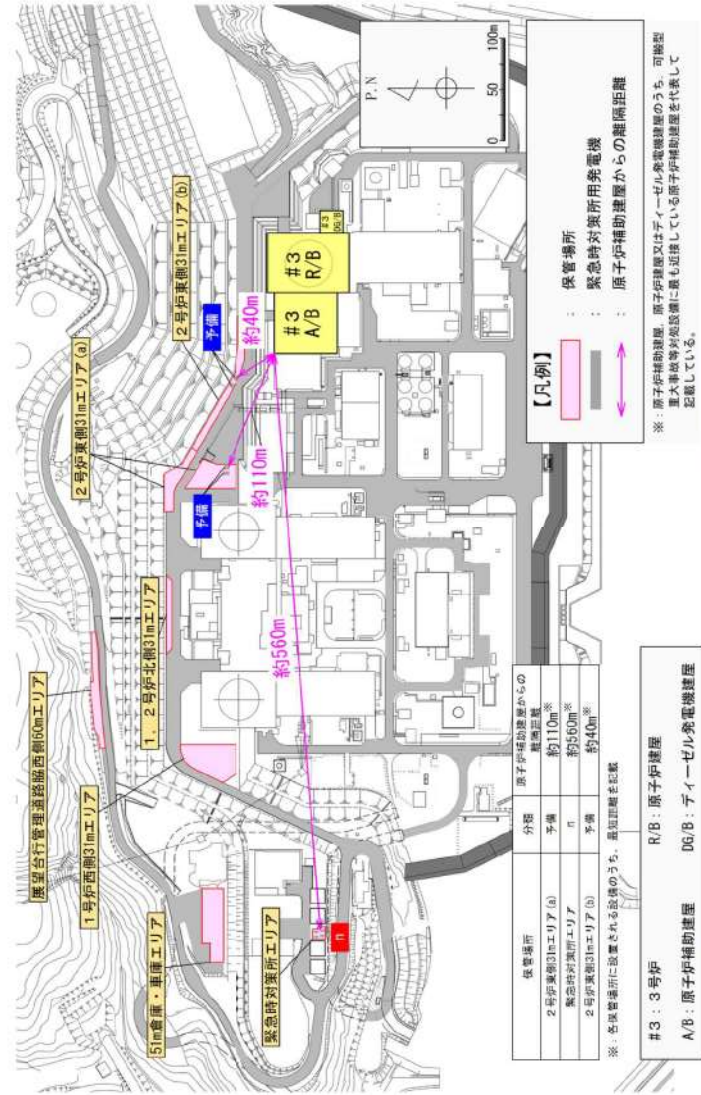 展望台行管理道路脇西側60mエリア
1号炉西側31mエリア
51m倉庫・車庫エリア
緊急時対策所エリア
n
1, 2号炉北側31mエリア
2号炉東側31mエリア(a)
2号炉東側31mエリア(b)
予備
予備
約40m
約110m
約560m
#3
A/B
#3
R/B
#3
DG/B
P.N
0 50 100m
【凡例】
: 保管場所
: 緊急時対策所用発電機
: 原子炉補助建屋からの離隔距離
※:原子炉補助建屋、原子炉建屋又はディーゼル発電機建屋のうち、可搬型
重大事故等対処設備に最も近接している原子炉補助建屋を代表して
記載している。
保管場所 分類 原子炉補助建屋からの
離隔距離
2号炉東側31mエリア(a) 予備 約110m※
緊急時対策所エリア n 約560m※
2号炉東側31mエリア(b) 予備 約40m※
※:各保管場所に設置される設備のうち、最短距離を記載
#3:3号炉 R/B:原子炉建屋
A/B:原子炉補助建屋 DG/B:ディーゼル発電機建屋